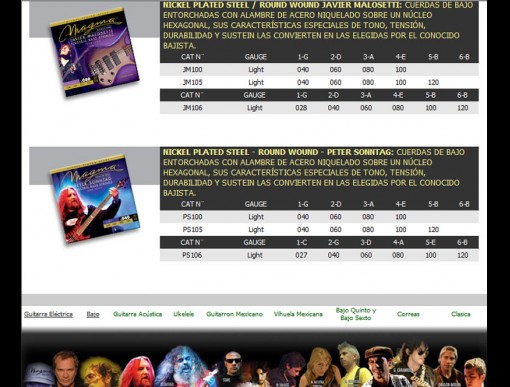 NICKEL PLATED STEEL / ROUND WOUND JAVIER MALOSETTI: CUERDAS DE BAJO
ENTORCHADAS CON ALAMBRE DE ACERO NIQUELADO SOBRE UN NÚCLEO
HEXAGONAL, SUS CARACTERÍSTICAS ESPECIALES DE TONO, TENSIÓN,
DURABILIDAD Y SUSTEIN LAS CONVIERTEN EN LAS ELEGIDAS POR EL CONOCIDO
BAJISTA.
CAT N¨ GAUGE 1-G 2-D 3-A 4-E 5-B 6-B
JM100 Light 040 060 080 100
JM105 Light 040 060 080 100 120
CAT N¨ GAUGE 1-C 2-G 3-D 4-A 5-E 6-B
JM106 Light 028 040 060 080 100 120
Magma
NICKEL PLATED STEEL - ROUND WOUND - PETER SONNTAG: CUERDAS DE BAJO
ENTORCHADAS CON ALAMBRE DE ACERO NIQUELADO SOBRE UN NÚCLEO
HEXAGONAL, SUS CARACTERÍSTICAS ESPECIALES DE TONO, TENSIÓN,
DURABILIDAD Y SUSTEIN LAS CONVIERTEN EN LAS ELEGIDAS POR EL CONOCIDO
BAJISTA.
CAT N¨ GAUGE 1-G 2-D 3-A 4-E 5-B 6-B
PS100 Light 040 060 080 100
PS105 Light 040 060 080 100 120
CAT N¨ GAUGE 1-C 2-G 3-D 4-A 5-E 6-B
PS106 Light 027 040 060 080 100 120
Magma
PETER SONNTAG
Guitarra Eléctrica Bajo Guitarra Acústica Ukelele Guitarron Mexicano Vihuela Mexicana Bajo Quinto y Bajo Sexto Correas Clasica